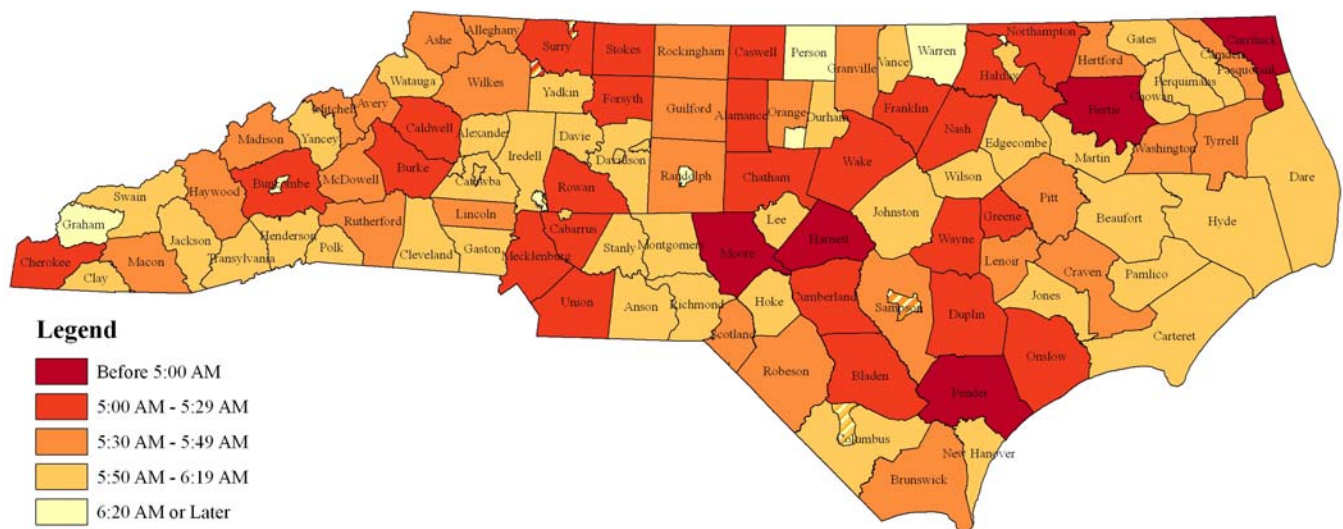 Currituck
Ashe
Alleghany
Surry
Stokes
Rockingham
Caswell
Person
Granville
Vance
Warren
Northampton
Gates
Camden
Pasquotank
Watauga
Wilkes
Yadkin
Forsyth
Guilford
Alamance
Orange
Durham
Franklin
Halifax
Hertford
Perquimans
Chowan
Bertie
Mitchell
Avery
Madison
Yancey
Caldwell
Alexander
Davie
Iredell
Davidson
Randolph
Chatham
Wake
Nash
Edgecombe
Martin
Washington
Tyrrell
Dare
Buncombe
McDowell
Burke
Catawba
Rowan
Haywood
Swain
Graham
Rutherford
Lincoln
Lee
Johnston
Wilson
Greene
Pitt
Beaufort
Hyde
Cherokee
Clay
Macon
Jackson
Transylvania
Henderson
Polk
Cleveland
Gaston
Mecklenburg
Cabarrus
Stanly
Montgomery
Moore
Harnett
Wayne
Lenoir
Craven
Pamlico
Union
Anson
Richmond
Hoke
Cumberland
Sampson
Duplin
Jones
Carteret
Scotland
Robeson
Bladen
Pender
Onslow
Columbus
Brunswick
New Hanover
Legend
Before 5:00 AM
5:00 AM - 5:29 AM
5:30 AM - 5:49 AM
5:50 AM - 6:19 AM
6:20 AM or Later